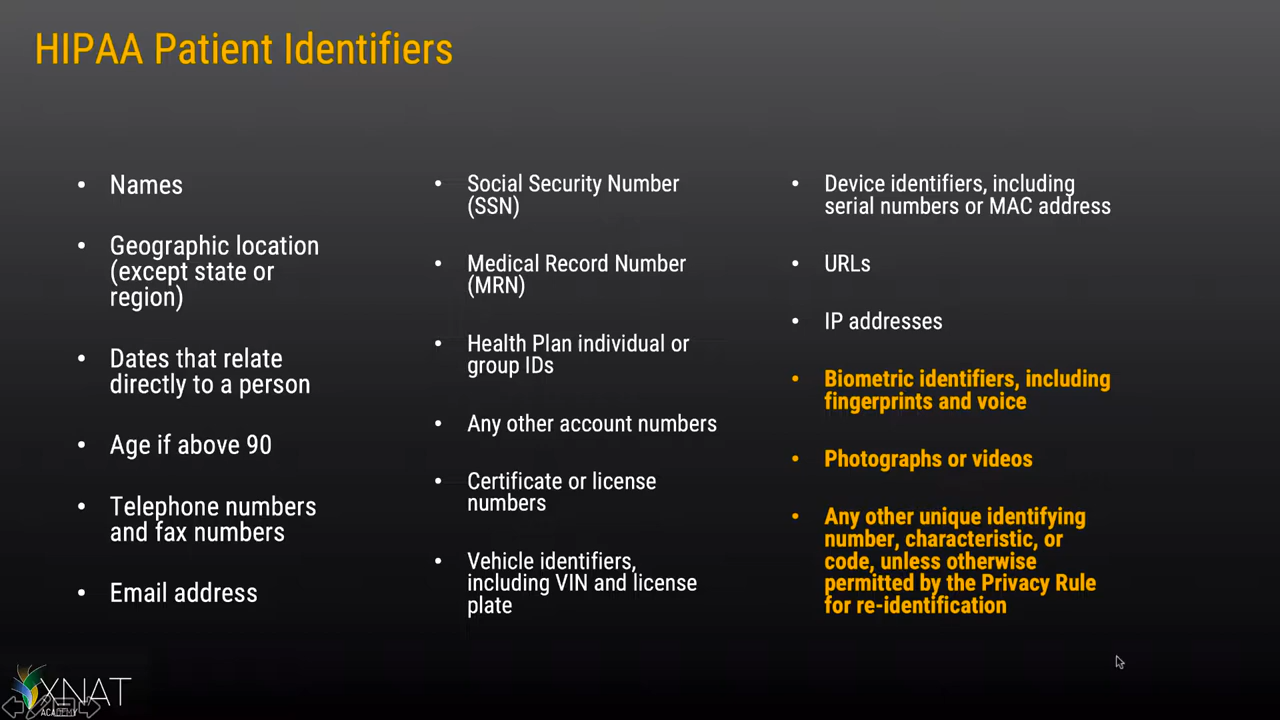 HIPAA Patient Identifiers
• Names
• Geographic location
(except state or
region)
• Dates that relate
directly to a person
• Age if above 90
• Telephone numbers
and fax numbers
• Email address
• Social Security Number
(SSN)
• Medical Record Number
(MRN)
• Health Plan individual or
group IDs
• Any other account numbers
• Certificate or license
numbers
• Vehicle identifiers,
including VIN and license
plate
• Device identifiers, including
serial numbers or MAC address
• URLs
• IP addresses
• Biometric identifiers, including
fingerprints and voice
• Photographs or videos
• Any other unique identifying
number, characteristic, or
code, unless otherwise
permitted by the Privacy Rule
for re-identification
XNAT
ACADEMY